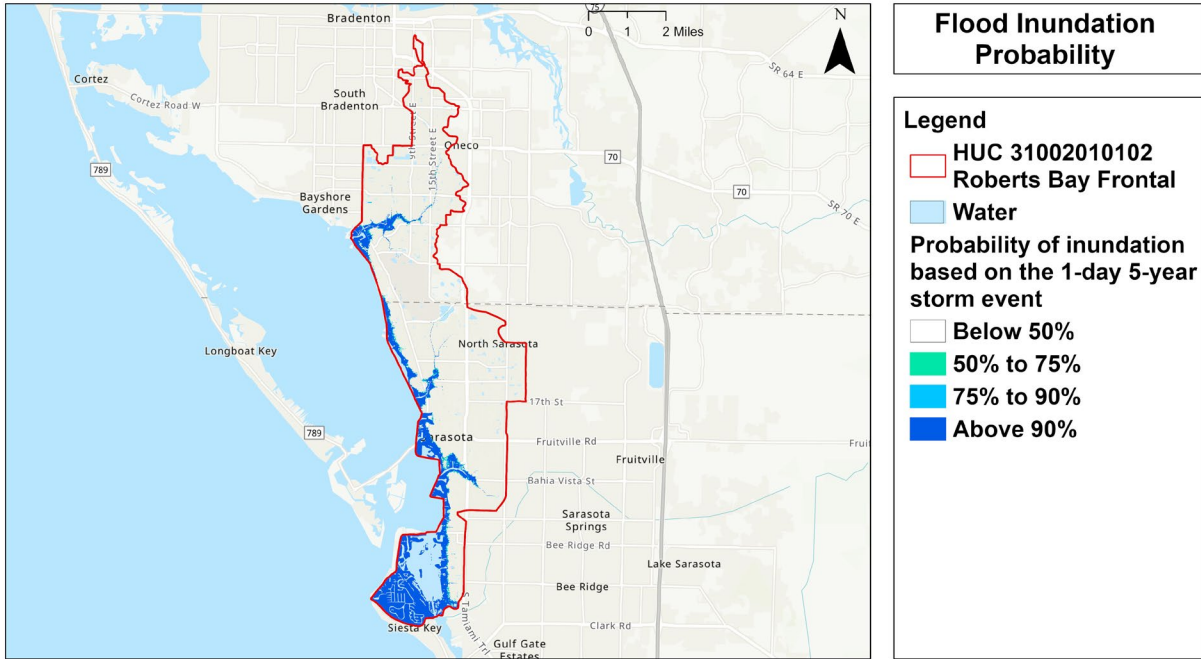 Bradenton
75
0 1 2 Miles
N
SR 64 E
Cortez
Cortez Road W
South
Bradenton
9th Street E
15th Street E
Oneco
789
70
70
SR 70 E
Bayshore
Gardens
Longboat Key
North Sarasota
17th St
789
Fruitville Rd
Fruitville
Fruit
Bahia Vista St
Sarasota
Springs
Bee Ridge Rd
Lake Sarasota
Bee Ridge
Siesta Key
S Tamiami Trl
Clark Rd
Gulf Gate
Estates
Flood Inundation
Probability
Legend
HUC 31002010102
Roberts Bay Frontal
Water
Probability of inundation
based on the 1-day 5-year
storm event
Below 50%
50% to 75%
75% to 90%
Above 90%